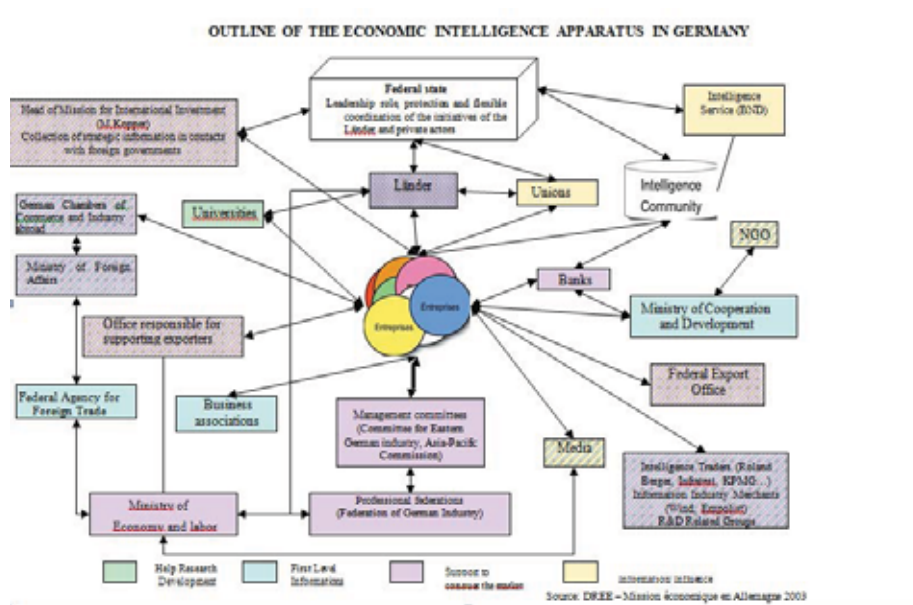 OUTLINE OF THE ECONOMIC INTELLIGENCE APPARATUS IN GERMANY
Federal state
Leadership role, protection and flexible
coordination of the initiatives of the
Länder and private actors
Head of Mission for International Investment
(M.Kopper)
Collection of strategic information in contacts
with foreign governments
Intelligence
Service (BND)
Länder
Unions
Intelligence
Community
German Chambers of
Commerce and Industry
Universities
NGO
Ministry of Foreign
Affairs
Banks
Entreprises
Entreprises
Ministry of Cooperation
and Development
Office responsible for
supporting exporters
Federal Export
Office
Federal Agency for
Foreign Trade
Business
associations
Management committees
(Committee for Eastern
German industry, Asia-Pacific
Commission)
Media
Intelligence Traders (Roland
Berger, Infratest, KPMG...)
Information Industry Merchants
(Wind,
R&D Related Groups
Ministry of
Economy and labor
Professional federations
(Federation of German Industry)
Help Research
Development
First Level
Informations
Support to
the market
Information Influence
Source: DREE – Mission économique en Allemagne 2003